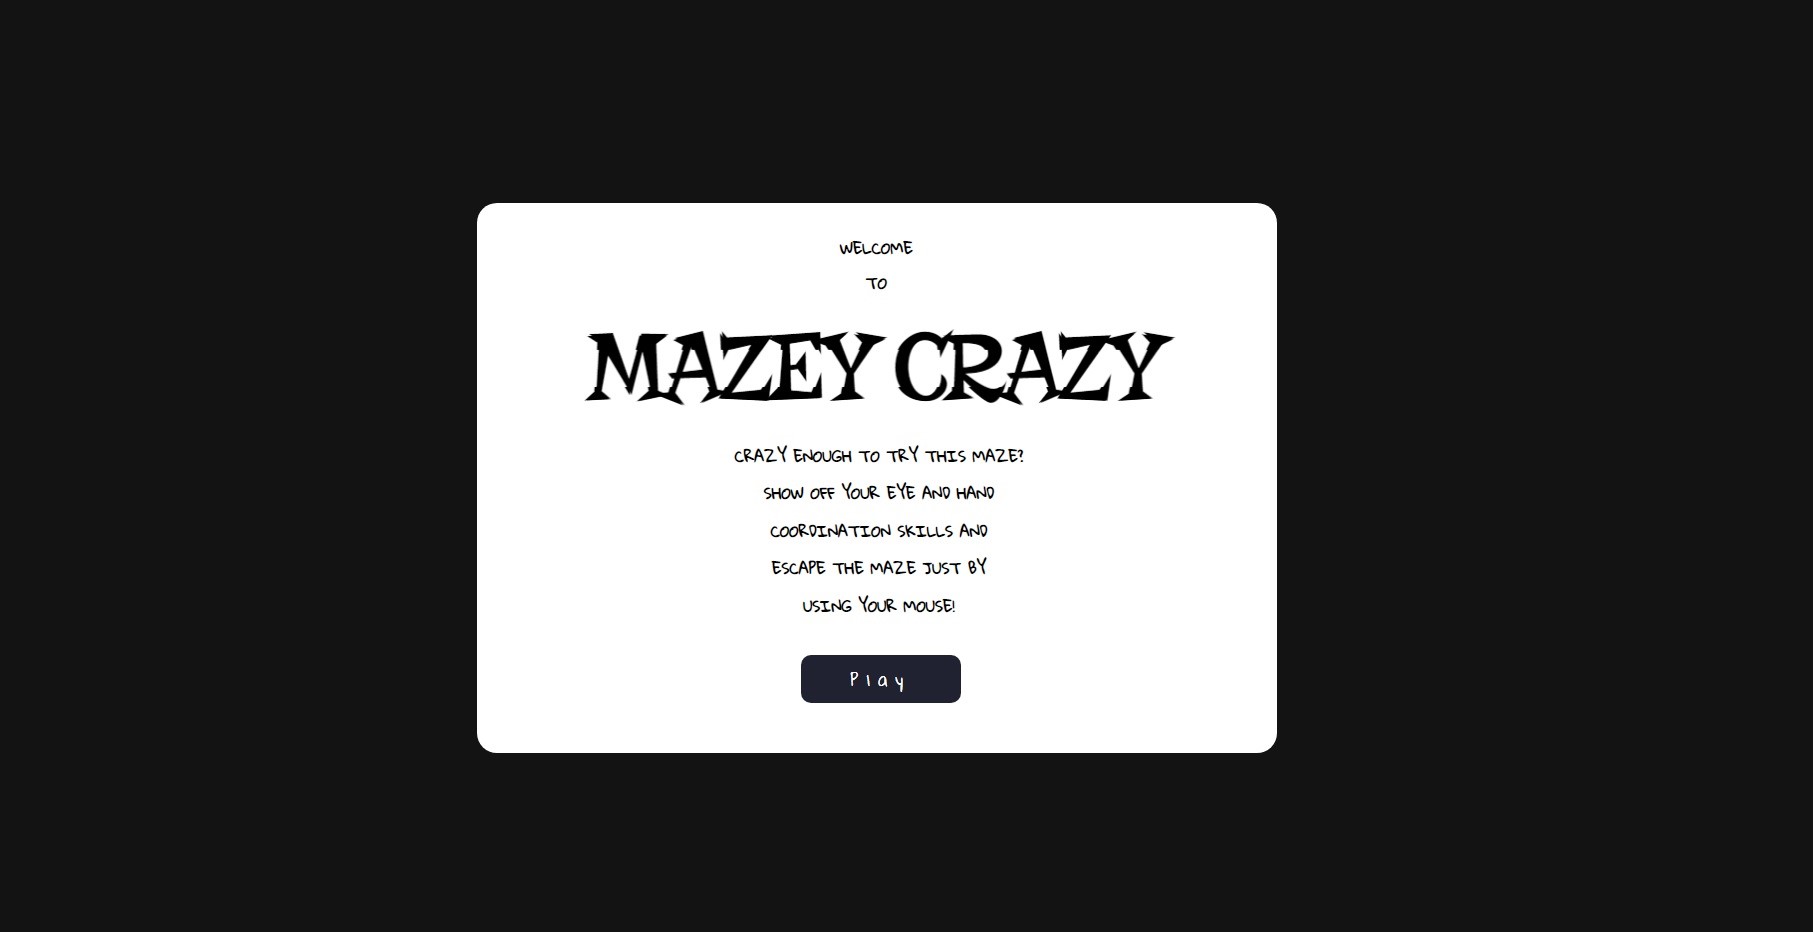 WELCOME
TO
MAZEY CRAZY
CRAZY ENOUGH TO TRY THIS MAZE?
SHOW OFF YOUR EYE AND HAND
COORDINATION SKILLS AND
ESCAPE THE MAZE JUST BY
USING YOUR MOUSE!
Play